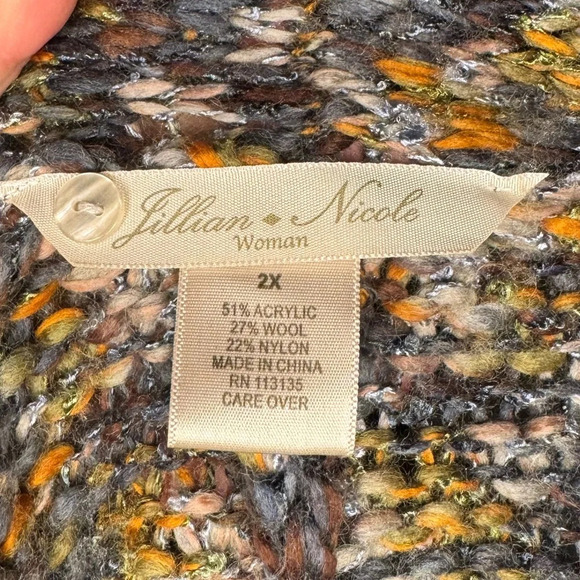 Jillian ◆ Nicole
Woman
2X
51% ACRYLIC
27% WOOL
22% NYLON
MADE IN CHINA
RN 113135
CARE OVER